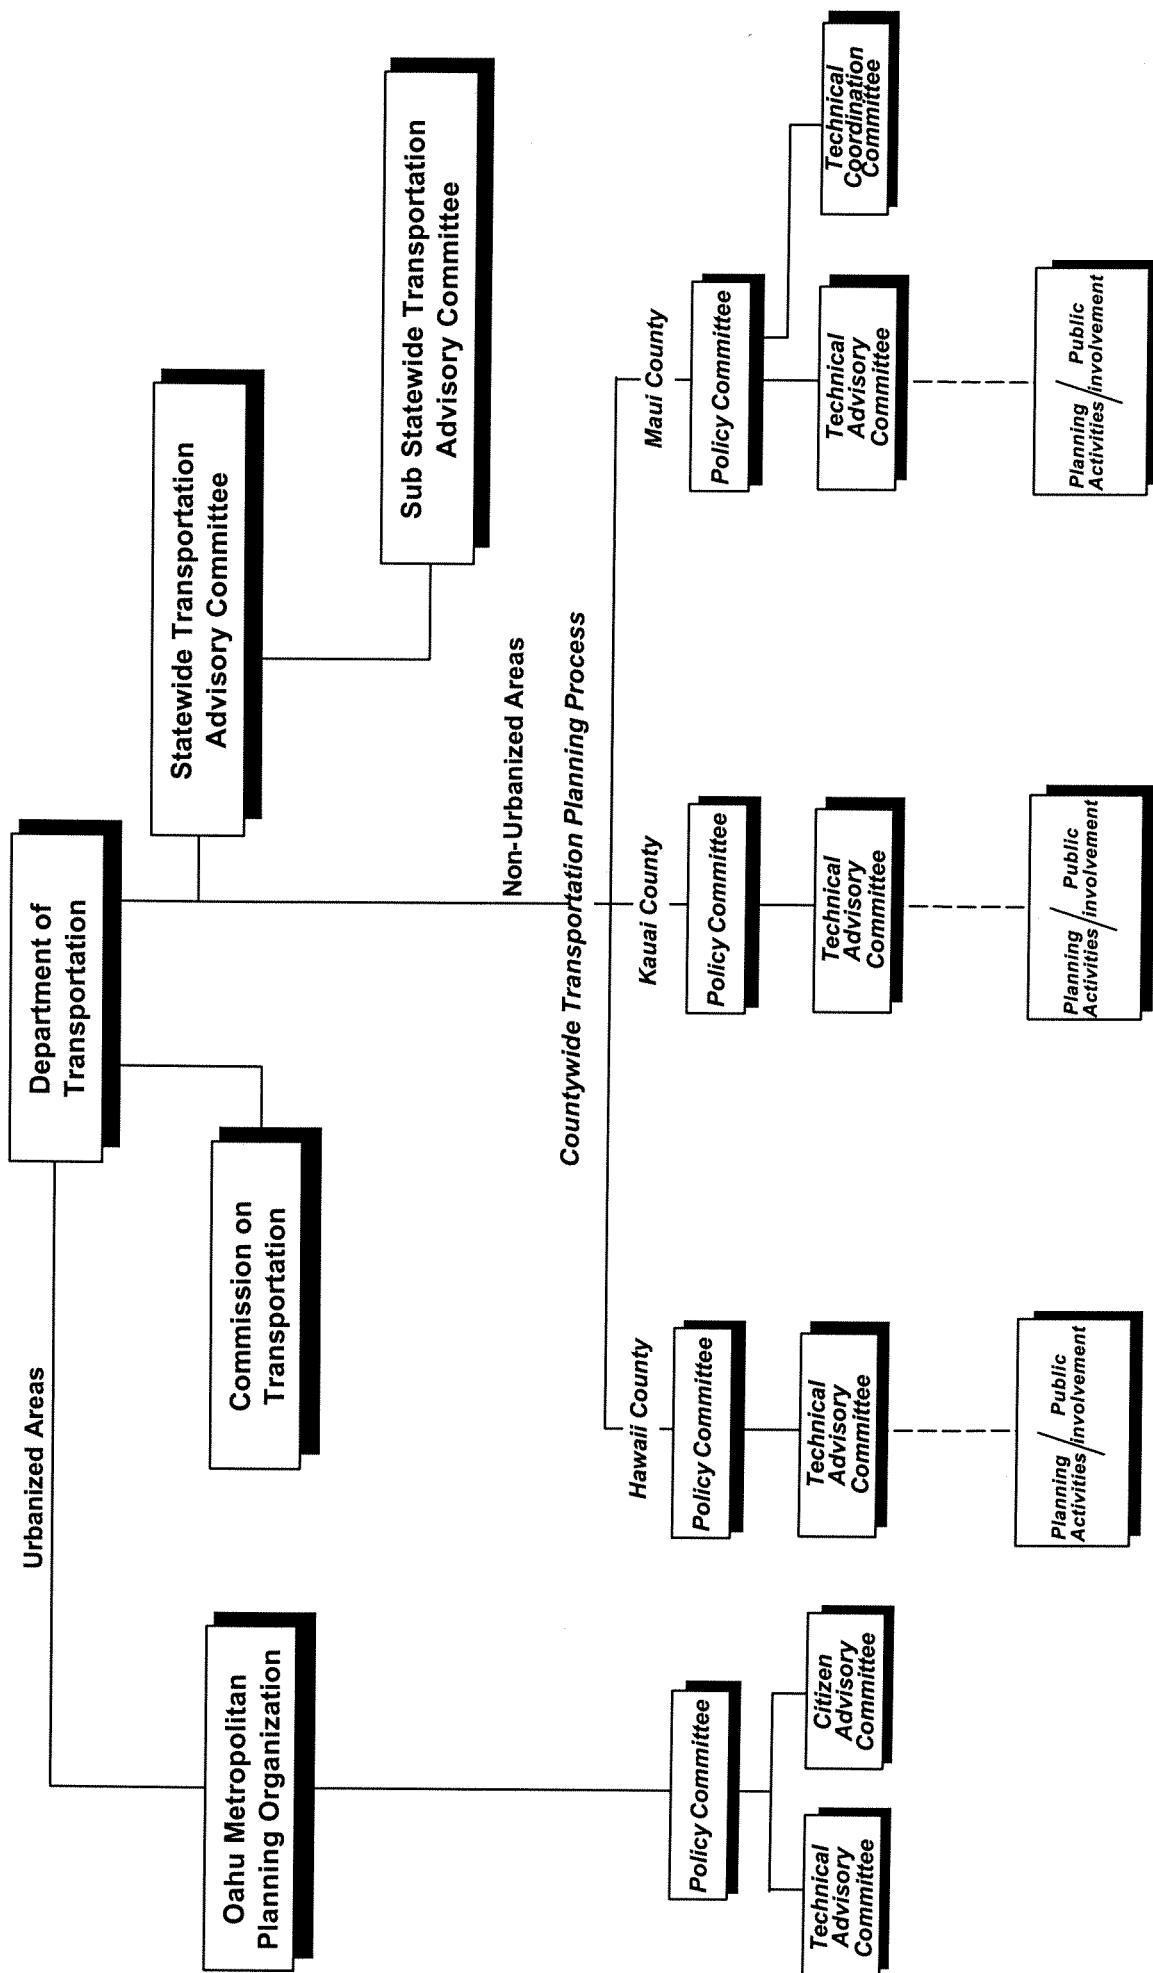 Department of
Transportation
Urbanized Areas
Statewide Transportation
Advisory Committee
Oahu Metropolitan
Planning Organization
Commission on
Transportation
Sub Statewide Transportation
Advisory Committee
Non-Urbanized Areas
Countywide Transportation Planning Process
Hawaii County
Kauai County
Maui County
Policy Committee
Policy Committee
Policy Committee
Policy Committee
Technical
Advisory
Committee
Citizen
Advisory
Committee
Technical
Advisory
Committee
Technical
Advisory
Committee
Technical
Advisory
Committee
Technical
Coordination
Committee
Planning / Public
Activities / involvement
Planning / Public
Activities / involvement
Planning / Public
Activities / involvement